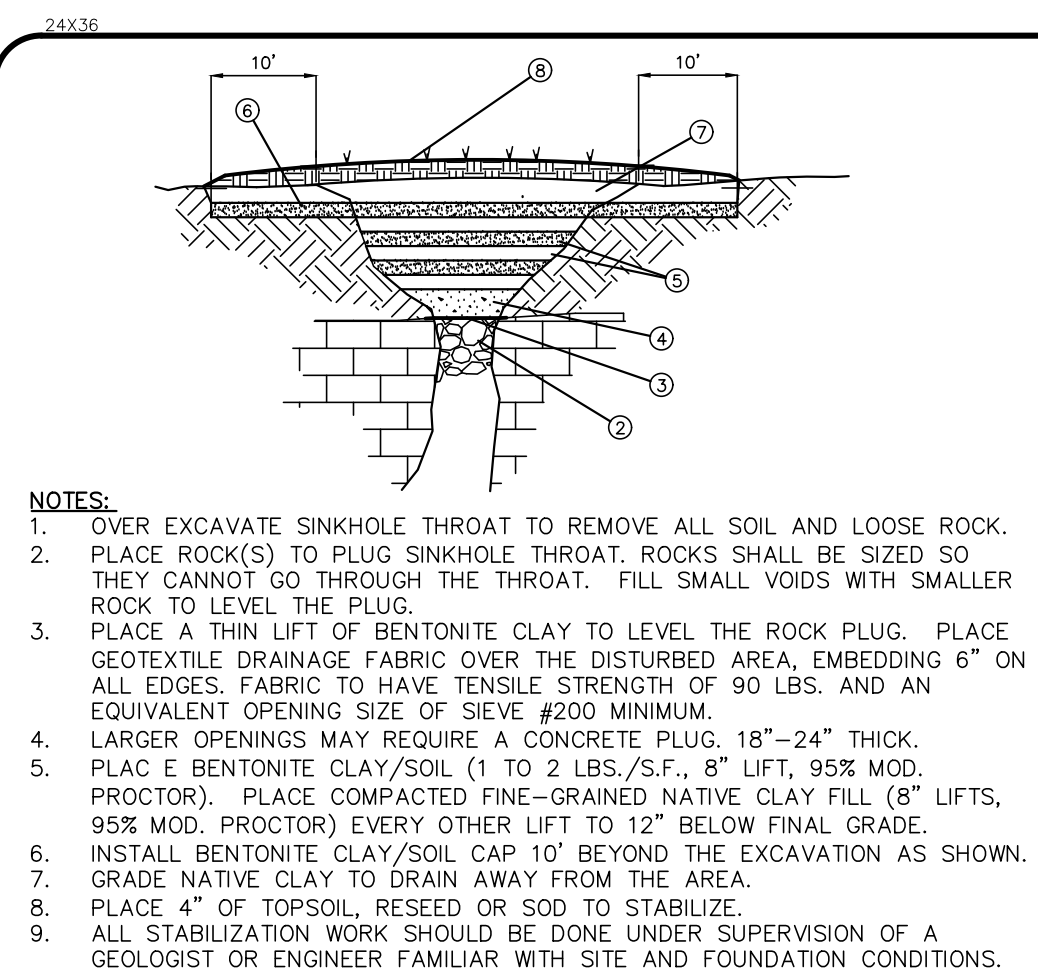 24X36
10' 10'
8
6
7
5
4
3
2
NOTES:
1. OVER EXCAVATE SINKHOLE THROAT TO REMOVE ALL SOIL AND LOOSE ROCK.
2. PLACE ROCK(S) TO PLUG SINKHOLE THROAT. ROCKS SHALL BE SIZED SO
THEY CANNOT GO THROUGH THE THROAT. FILL SMALL VOIDS WITH SMALLER
ROCK TO LEVEL THE PLUG.
3. PLACE A THIN LIFT OF BENTONITE CLAY TO LEVEL THE ROCK PLUG. PLACE
GEOTEXTILE DRAINAGE FABRIC OVER THE DISTURBED AREA, EMBEDDING 6" ON
ALL EDGES. FABRIC TO HAVE TENSILE STRENGTH OF 90 LBS. AND AN
EQUIVALENT OPENING SIZE OF SIEVE #200 MINIMUM.
4. LARGER OPENINGS MAY REQUIRE A CONCRETE PLUG. 18"-24" THICK.
5. PLAC E BENTONITE CLAY/SOIL (1 TO 2 LBS./S.F., 8" LIFT, 95% MOD.
PROCTOR). PLACE COMPACTED FINE-GRAINED NATIVE CLAY FILL (8" LIFTS,
95% MOD. PROCTOR) EVERY OTHER LIFT TO 12" BELOW FINAL GRADE.
6. INSTALL BENTONITE CLAY/SOIL CAP 10' BEYOND THE EXCAVATION AS SHOWN.
7. GRADE NATIVE CLAY TO DRAIN AWAY FROM THE AREA.
8. PLACE 4" OF TOPSOIL, RESEED OR SOD TO STABILIZE.
9. ALL STABILIZATION WORK SHOULD BE DONE UNDER SUPERVISION OF A
GEOLOGIST OR ENGINEER FAMILIAR WITH SITE AND FOUNDATION CONDITIONS.